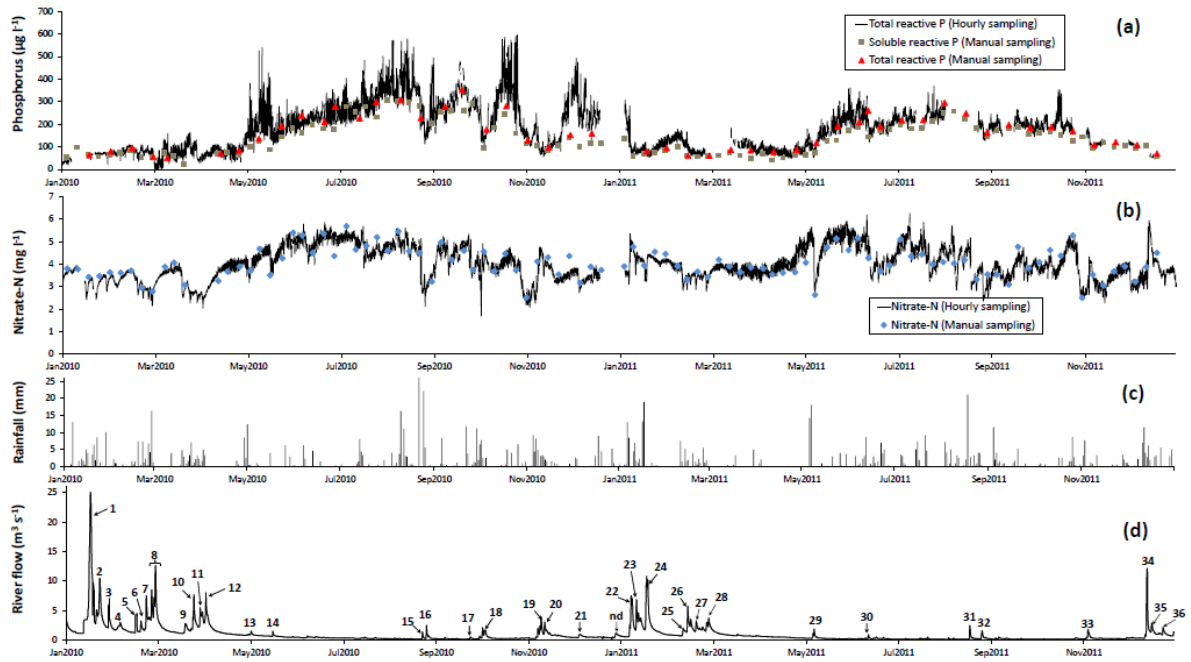 (a)
Phosphorus (µg l⁻¹)
700
600
500
400
300
200
100
0
Total reactive P (Hourly sampling)
Soluble reactive P (Manual sampling)
Total reactive P (Manual sampling)
Jan2010 Mar2010 May2010 Jul2010 Sep2010 Nov2010 Jan2011 Mar2011 May2011 Jul2011 Sep2011 Nov2011
(b)
Nitrate-N (mg l⁻¹)
7
6
5
4
3
2
1
0
Nitrate-N (Hourly sampling)
Nitrate-N (Manual sampling)
Jan2010 Mar2010 May2010 Jul2010 Sep2010 Nov2010 Jan2011 Mar2011 May2011 Jul2011 Sep2011 Nov2011
(c)
Rainfall (mm)
25
20
15
10
5
0
Jan2010 Mar2010 May2010 Jul2010 Sep2010 Nov2010 Jan2011 Mar2011 May2011 Jul2011 Sep2011 Nov2011
(d)
River flow (m³ s⁻¹)
25
20
15
10
5
0
1 2 3 4 5 6 7 8 9 10 11 12 13 14 15 16 17 18 19 20 21 nd 22 23 24 25 26 27 28 29 30 31 32 33 34 35 36
Jan2010 Mar2010 May2010 Jul2010 Sep2010 Nov2010 Jan2011 Mar2011 May2011 Jul2011 Sep2011 Nov2011